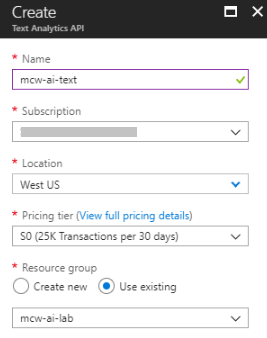 Create
Text Analytics API
* Name
mcw-ai-text
* Subscription
* Location
West US
* Pricing tier (View full pricing details)
S0 (25K Transactions per 30 days)
* Resource group
Create new Use existing
mcw-ai-lab